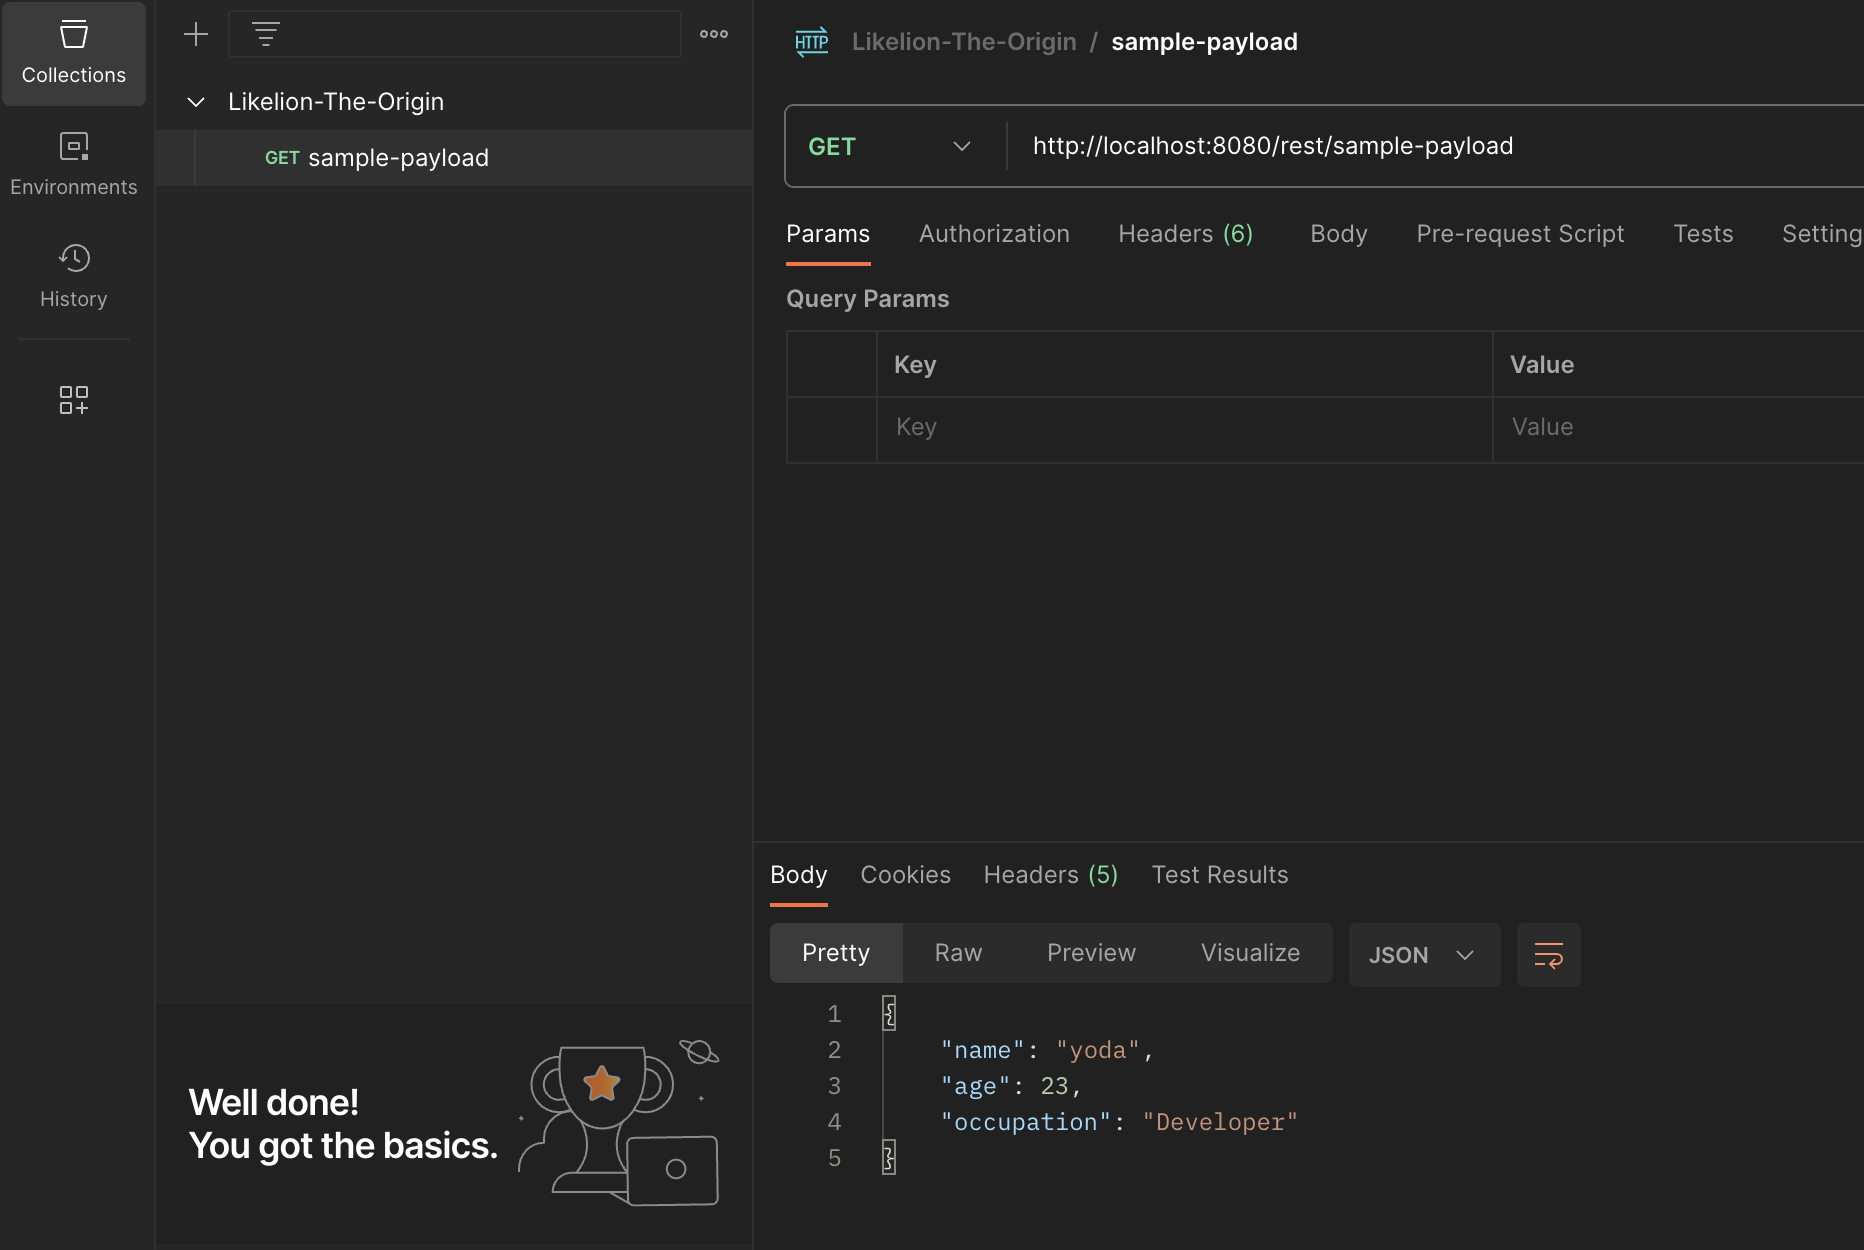 Collections
Environments
History
Likelion-The-Origin
GET sample-payload
Well done!
You got the basics.
HTTP Likelion-The-Origin / sample-payload
GET http://localhost:8080/rest/sample-payload
Params Authorization Headers (6) Body Pre-request Script Tests Setting
Query Params
Key Value
Key Value
Body Cookies Headers (5) Test Results
Pretty Raw Preview Visualize JSON
1 {
2 "name": "yoda",
3 "age": 23,
4 "occupation": "Developer"
5 }